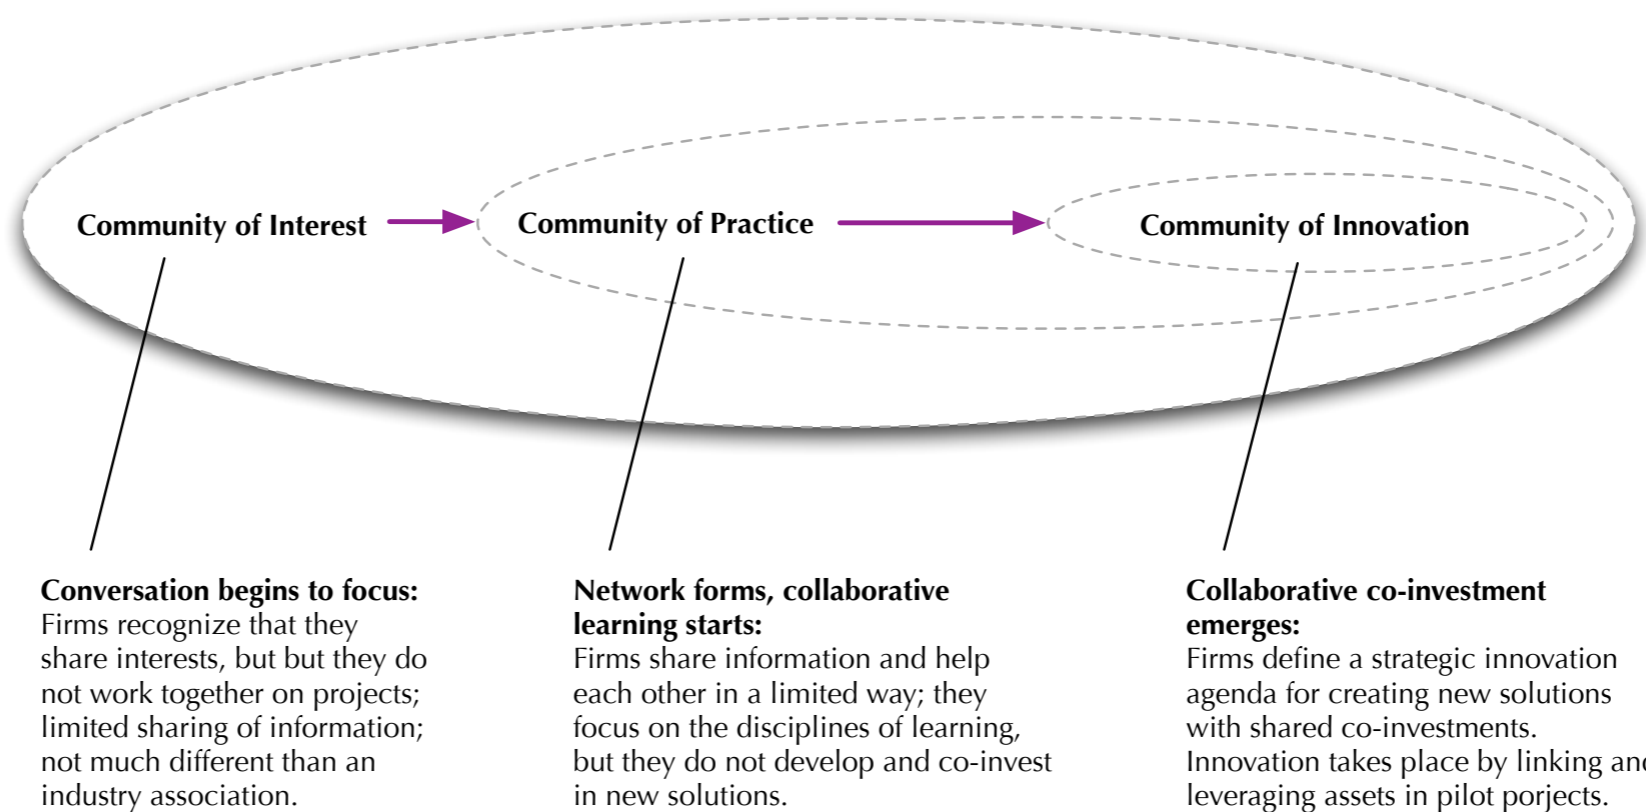 Community of Interest
Community of Practice
Community of Innovation
Conversation begins to focus:
Firms recognize that they
share interests, but but they do
not work together on projects;
limited sharing of information;
not much different than an
industry association.
Network forms, collaborative
learning starts:
Firms share information and help
each other in a limited way; they
focus on the disciplines of learning,
but they do not develop and co-invest
in new solutions.
Collaborative co-investment
emerges:
Firms define a strategic innovation
agenda for creating new solutions
with shared co-investments.
Innovation takes place by linking and
leveraging assets in pilot porjects.